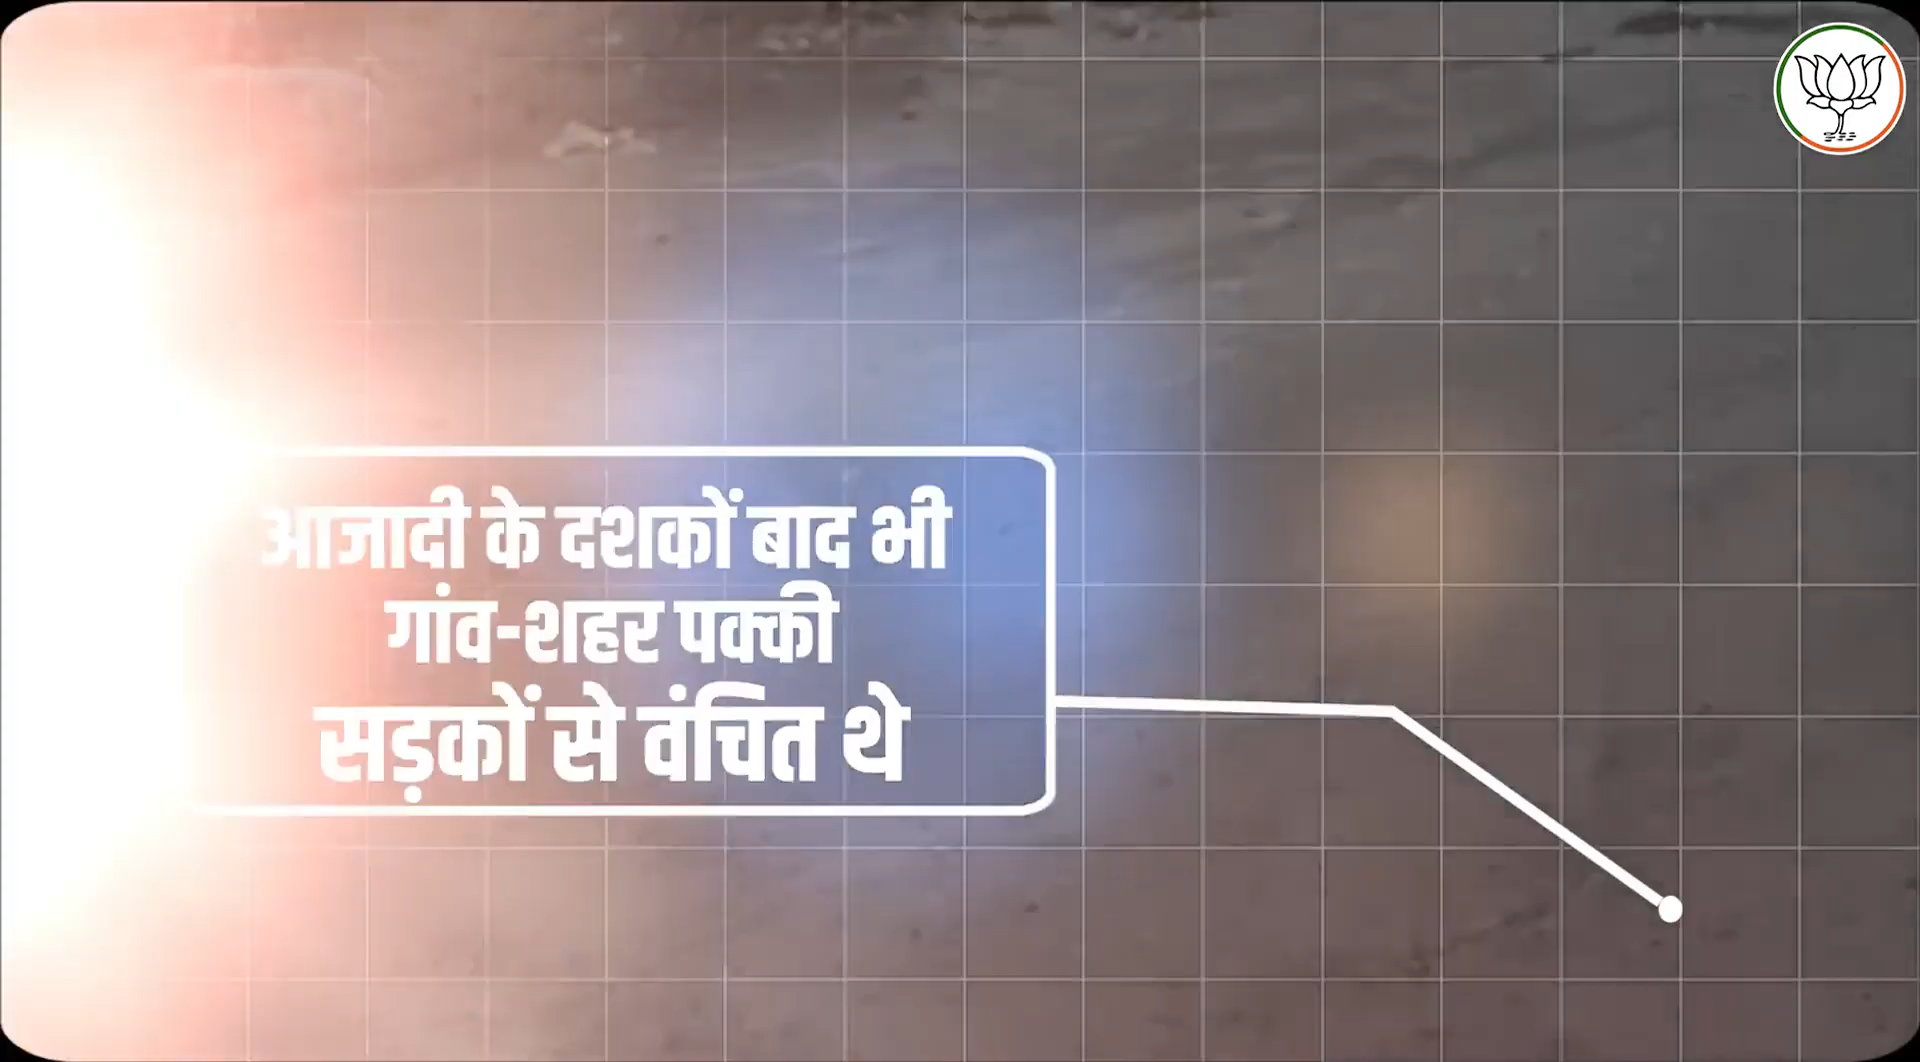 आजादी के दशकों बाद भी
गांव-शहर पक्की
सड़कों से वंचित थे